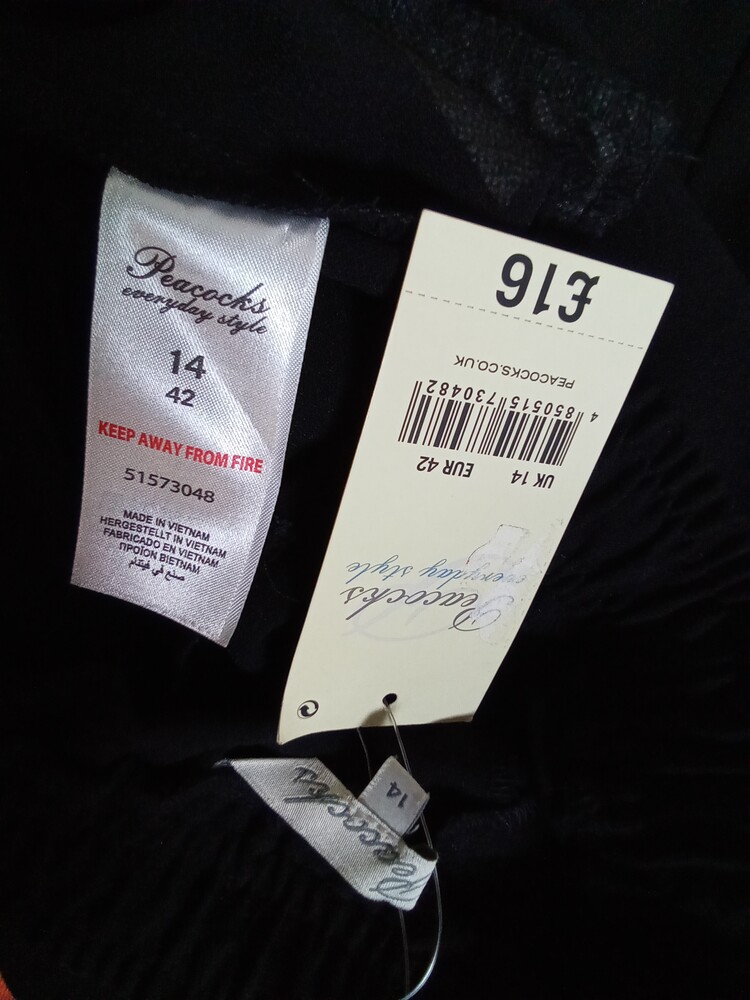 Peacocks
everyday style
14
42
KEEP AWAY FROM FIRE
51573048
MADE IN VIETNAM
HERGESTELLT IN VIETNAM
FABRICADO EN VIETNAM
ΠΡΟΪΟΝ ΒΙΕΤΝΑΜ
صنع في فيتنام
Peacocks
everyday style
UK 14 EUR 42
4 850515 730482
PEACOCKS.CO.UK
£16
Peacocks
14